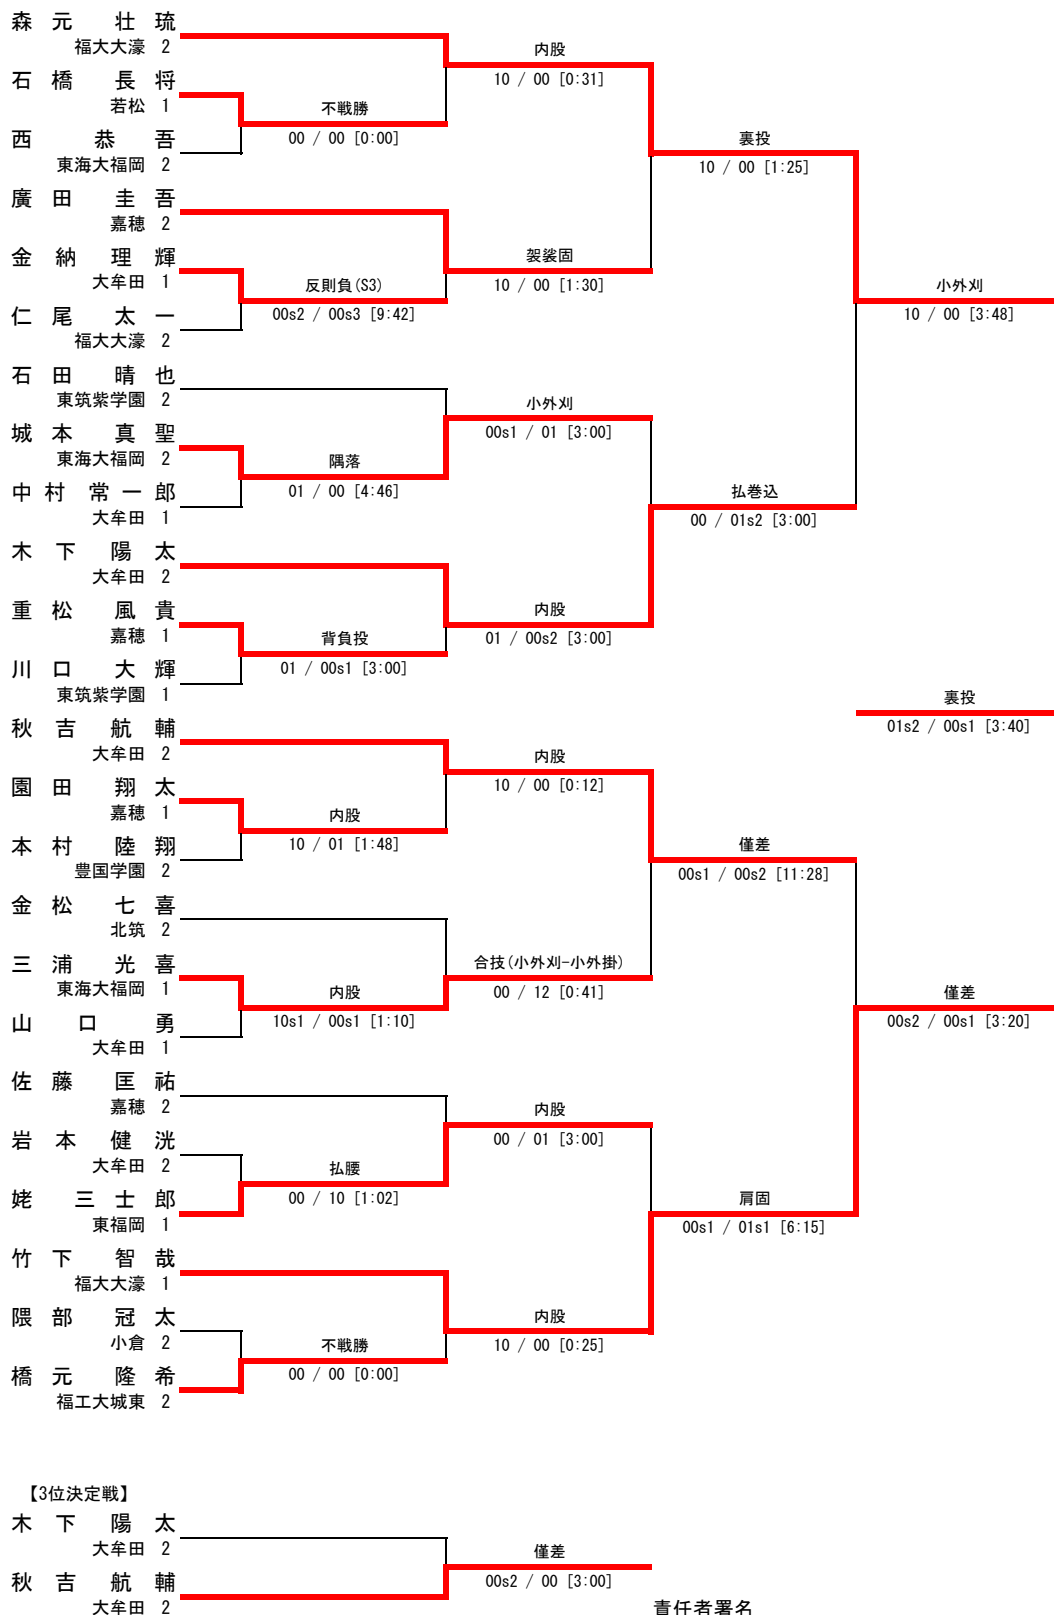 森 元 壮 琉
福大大濠 2
内股
10 / 00 [0:31]
石 橋 長 将
若松 1
不戦勝
00 / 00 [0:00]
西 恭 吾
東海大福岡 2
裏投
10 / 00 [1:25]
廣 田 圭 吾
嘉穂 2
金 納 理 輝
大牟田 1
袈裟固
10 / 00 [1:30]
反則負(S3)
00s2 / 00s3 [9:42]
小外刈
10 / 00 [3:48]
仁 尾 太 一
福大大濠 2
石 田 晴 也
東筑紫学園 2
小外刈
00s1 / 01 [3:00]
城 本 真 聖
東海大福岡 2
隅落
01 / 00 [4:46]
中 村 常 一 郎
大牟田 1
払巻込
00 / 01s2 [3:00]
木 下 陽 太
大牟田 2
重 松 風 貴
嘉穂 1
内股
01 / 00s2 [3:00]
背負投
01 / 00s1 [3:00]
川 口 大 輝
東筑紫学園 1
裏投
01s2 / 00s1 [3:40]
秋 吉 航 輔
大牟田 2
内股
10 / 00 [0:12]
園 田 翔 太
嘉穂 1
内股
10 / 01 [1:48]
本 村 陸 翔
豊国学園 2
僅差
00s1 / 00s2 [11:28]
金 松 七 喜
北筑 2
三 浦 光 喜
東海大福岡 1
合技(小外刈-小外掛)
00 / 12 [0:41]
内股
10s1 / 00s1 [1:10]
僅差
00s2 / 00s1 [3:20]
山 口 勇
大牟田 1
佐 藤 匡 祐
嘉穂 2
内股
00 / 01 [3:00]
岩 本 健 洸
大牟田 2
払腰
00 / 10 [1:02]
姥 三 士 郎
東福岡 1
肩固
00s1 / 01s1 [6:15]
竹 下 智 哉
福大大濠 1
隈 部 冠 太
小倉 2
内股
10 / 00 [0:25]
不戦勝
00 / 00 [0:00]
橋 元 隆 希
福工大城東 2
【3位決定戦】
木 下 陽 太
大牟田 2
僅差
00s2 / 00 [3:00]
秋 吉 航 輔
大牟田 2
責任者署名